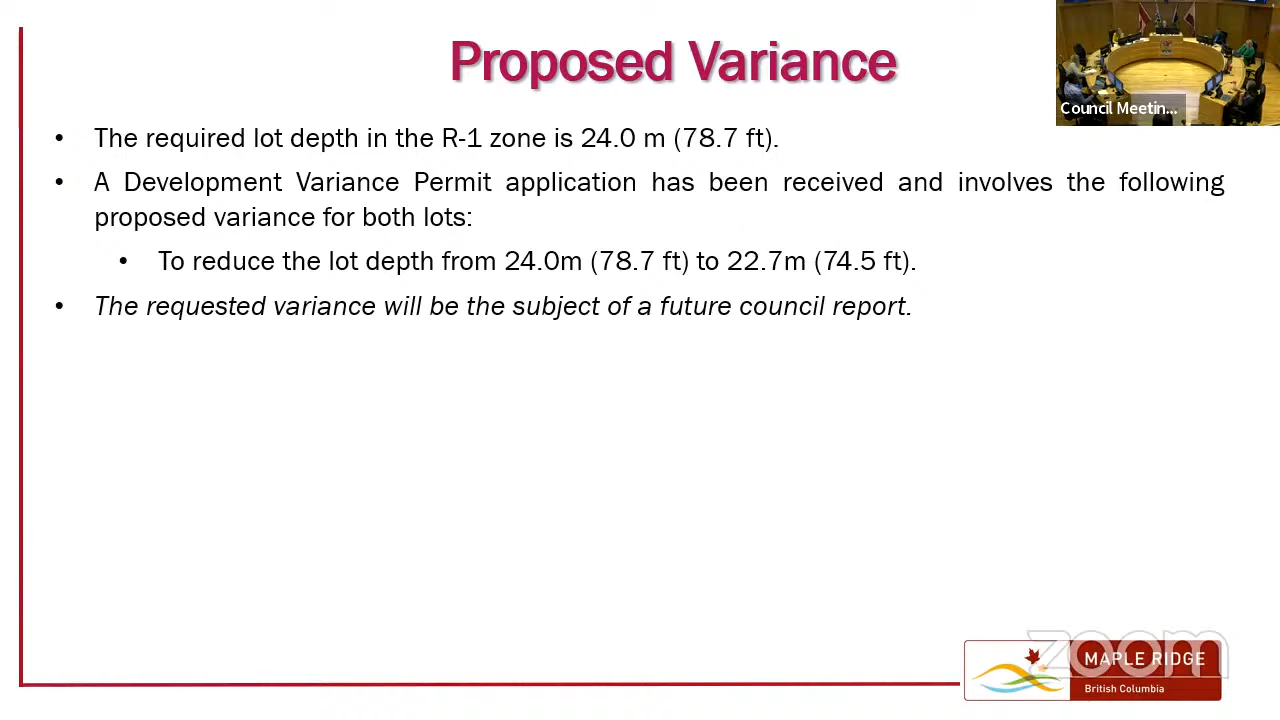 Proposed Variance
Council Meetin...
• The required lot depth in the R-1 zone is 24.0 m (78.7 ft).
• A Development Variance Permit application has been received and involves the following
proposed variance for both lots:
• To reduce the lot depth from 24.0m (78.7 ft) to 22.7m (74.5 ft).
• The requested variance will be the subject of a future council report.
zoom
MAPLE RIDGE
British Columbia